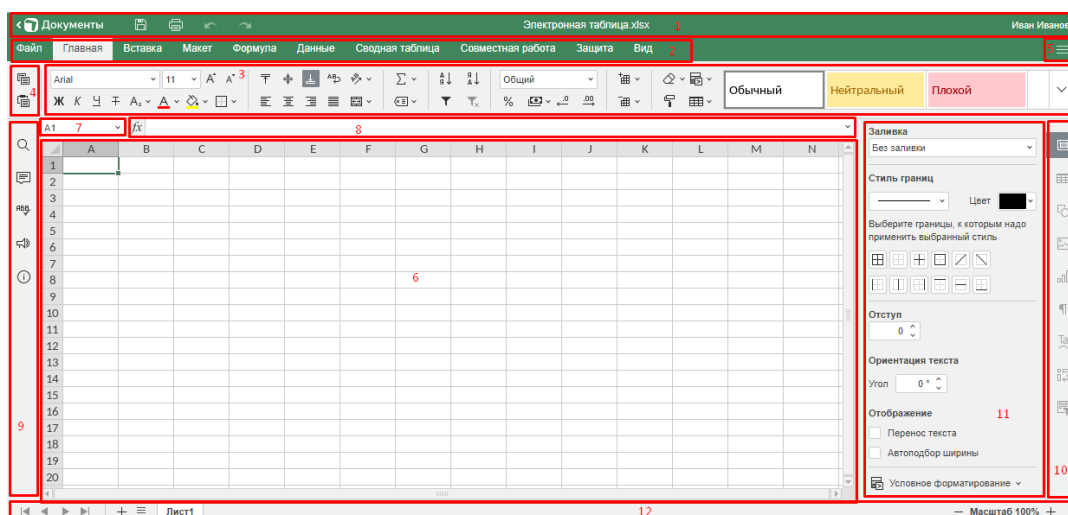 Документы Электронная таблица.xlsx 1 Иван Иванов
Файл Главная Вставка Макет Формула Данные Сводная таблица Совместная работа Защита Вид
Arial 11 A A 3 Σ Общий
4 Обычный Нейтральный Плохой
Ж К Ч Т A A %
A1 7 fx 8
A B C D E F G H I J K L M N
1
2
3
4
5
6
7
8
9
10
11
12
13
14
15
16
17
18
19
20
6
9
Заливка
Без заливки
Стиль границ
Цвет
Выберите границы, к которым надо
применить выбранный стиль
Отступ
0
Ориентация текста
Угол 0 °
Отображение 11
Перенос текста
Автоподбор ширины
Условное форматирование
10
Лист1 12 Масштаб 100%